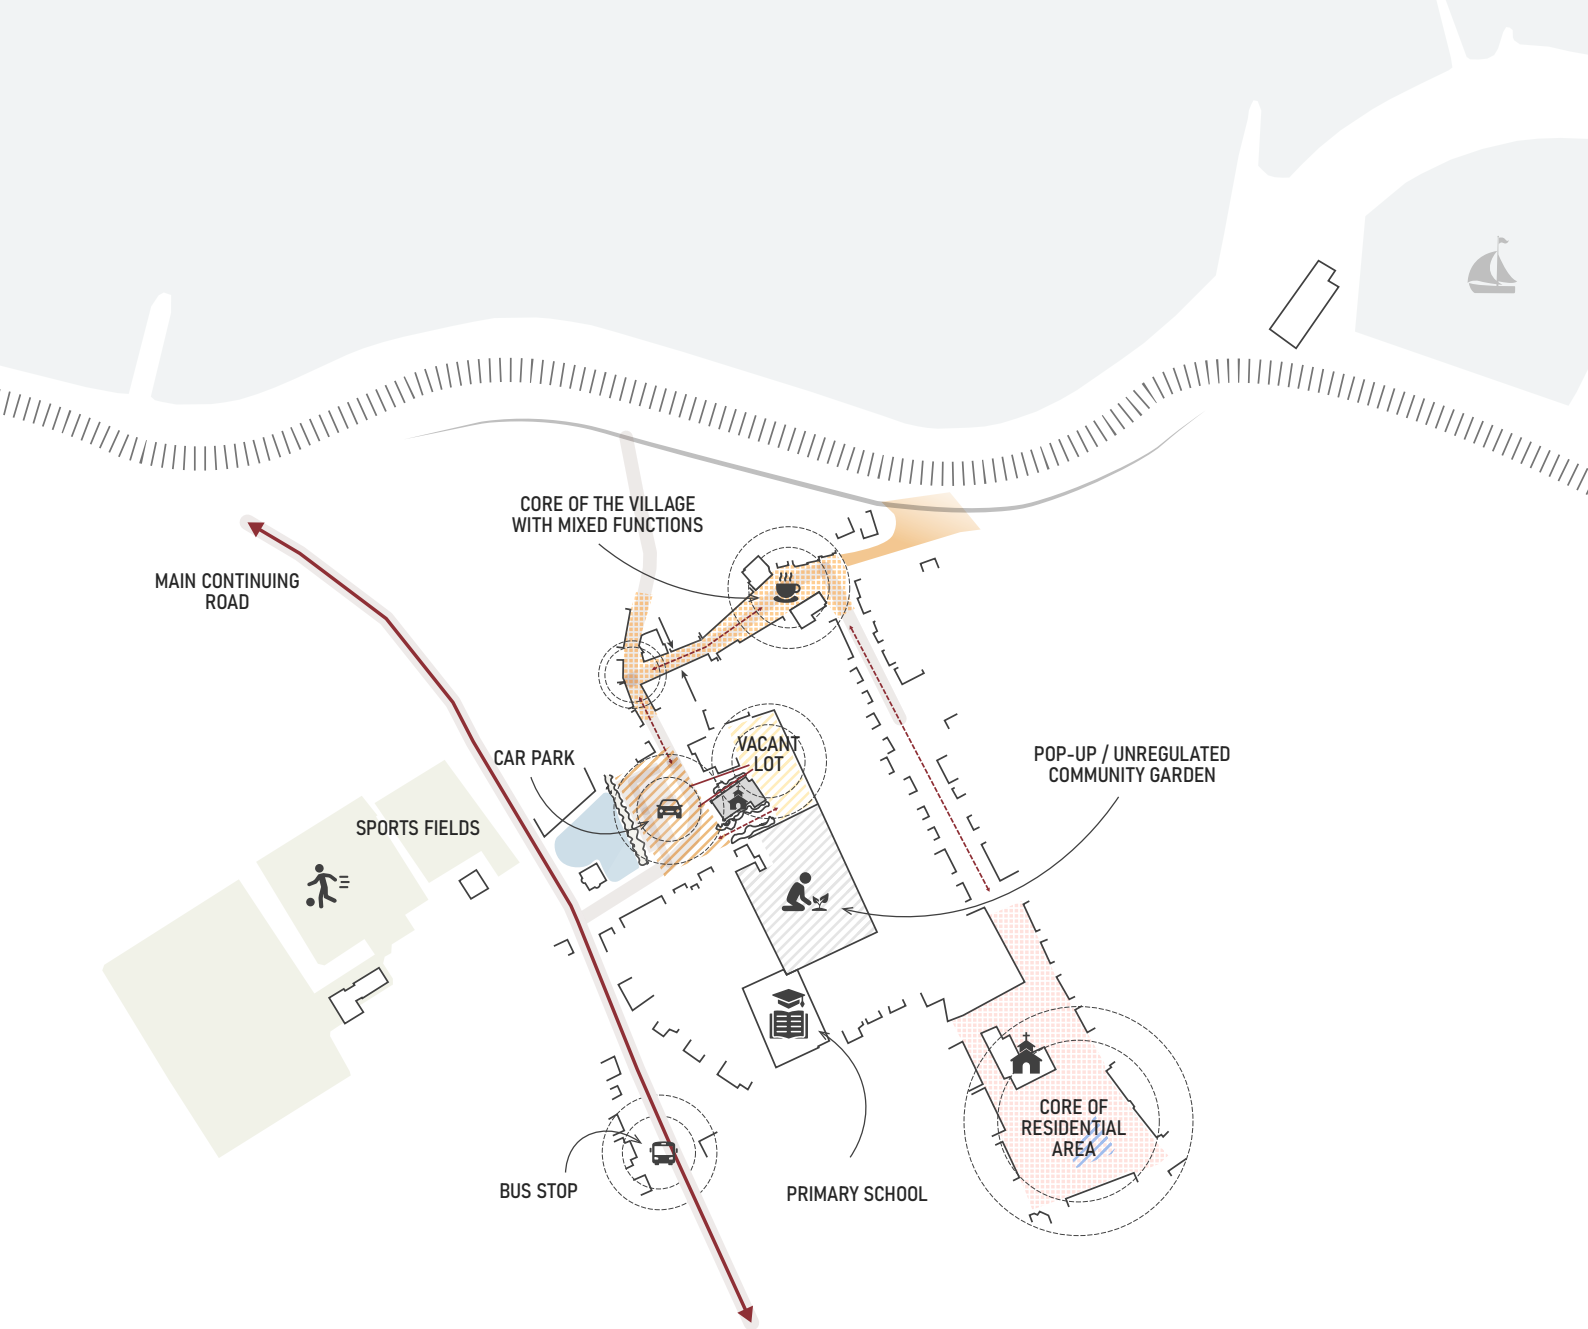 CORE OF THE VILLAGE
WITH MIXED FUNCTIONS
MAIN CONTINUING
ROAD
CAR PARK
VACANT
LOT
POP-UP / UNREGULATED
COMMUNITY GARDEN
SPORTS FIELDS
CORE OF
RESIDENTIAL
AREA
BUS STOP
PRIMARY SCHOOL